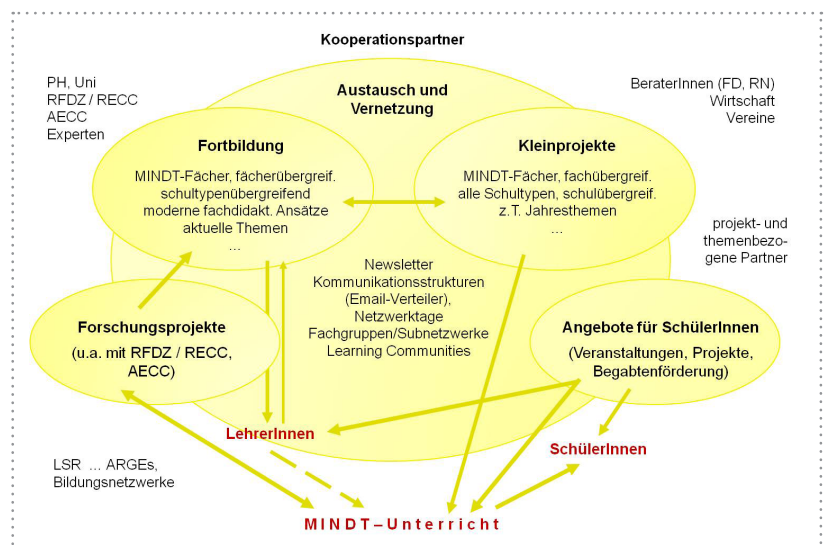 Kooperationspartner
PH, Uni
RFDZ / RECC
AECC
Experten
Austausch und
Vernetzung
BeraterInnen (FD, RN)
Wirtschaft
Vereine
Fortbildung
MINDT-Fächer, fächerübergreif.
schultypenübergreifend
moderne fachdidakt. Ansätze
aktuelle Themen
...
Kleinprojekte
MINDT-Fächer, fachübergreif.
alle Schultypen, schulübergreif.
z.T. Jahresthemen
...
projekt- und
themenbezo-
gene Partner
Newsletter
Kommunikationsstrukturen
(Email-Verteiler),
Netzwerktage
Fachgruppen/Subnetzwerke
Learning Communities
Forschungsprojekte
(u.a. mit RFDZ / RECC,
AECC)
Angebote für SchülerInnen
(Veranstaltungen, Projekte,
Begabtenförderung)
LehrerInnen
SchülerInnen
LSR ... ARGEs,
Bildungsnetzwerke
MINDT–Unterricht